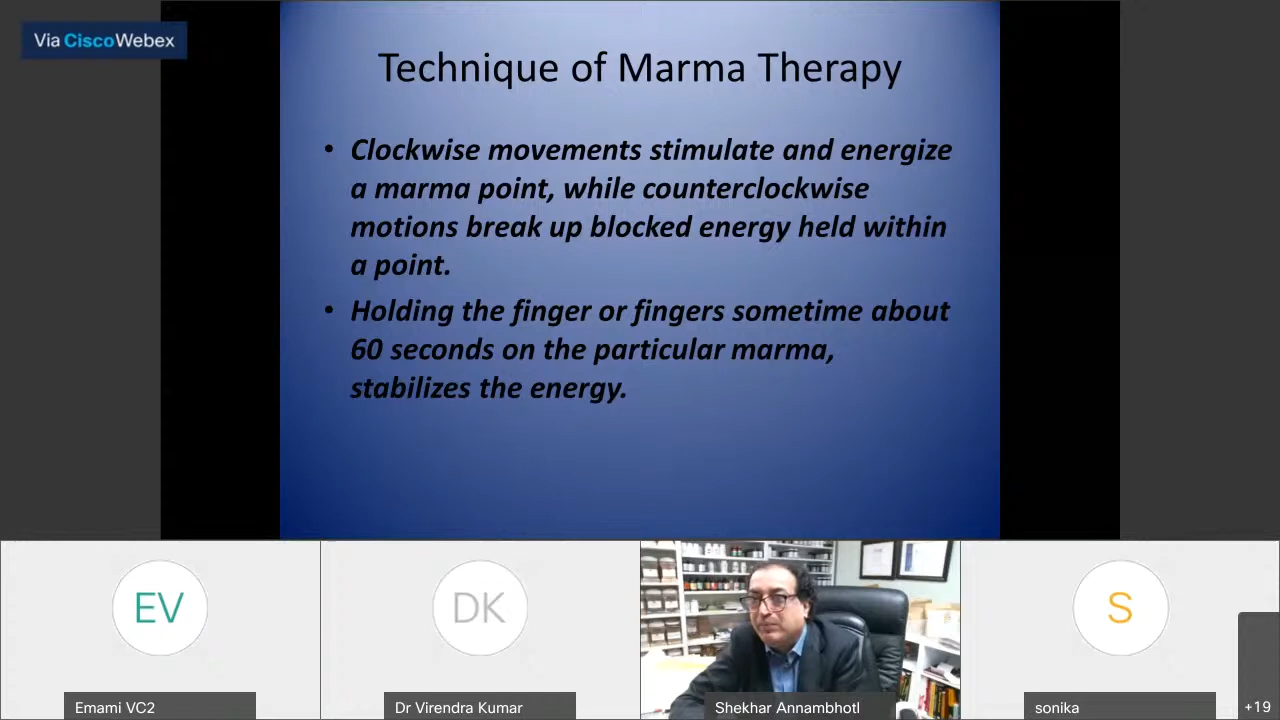 Via CiscoWebex
Technique of Marma Therapy
• Clockwise movements stimulate and energize
a marma point, while counterclockwise
motions break up blocked energy held within
a point.
• Holding the finger or fingers sometime about
60 seconds on the particular marma,
stabilizes the energy.
EV
DK
S
Emami VC2
Dr Virendra Kumar
Shekhar Annambhotl
sonika
+19